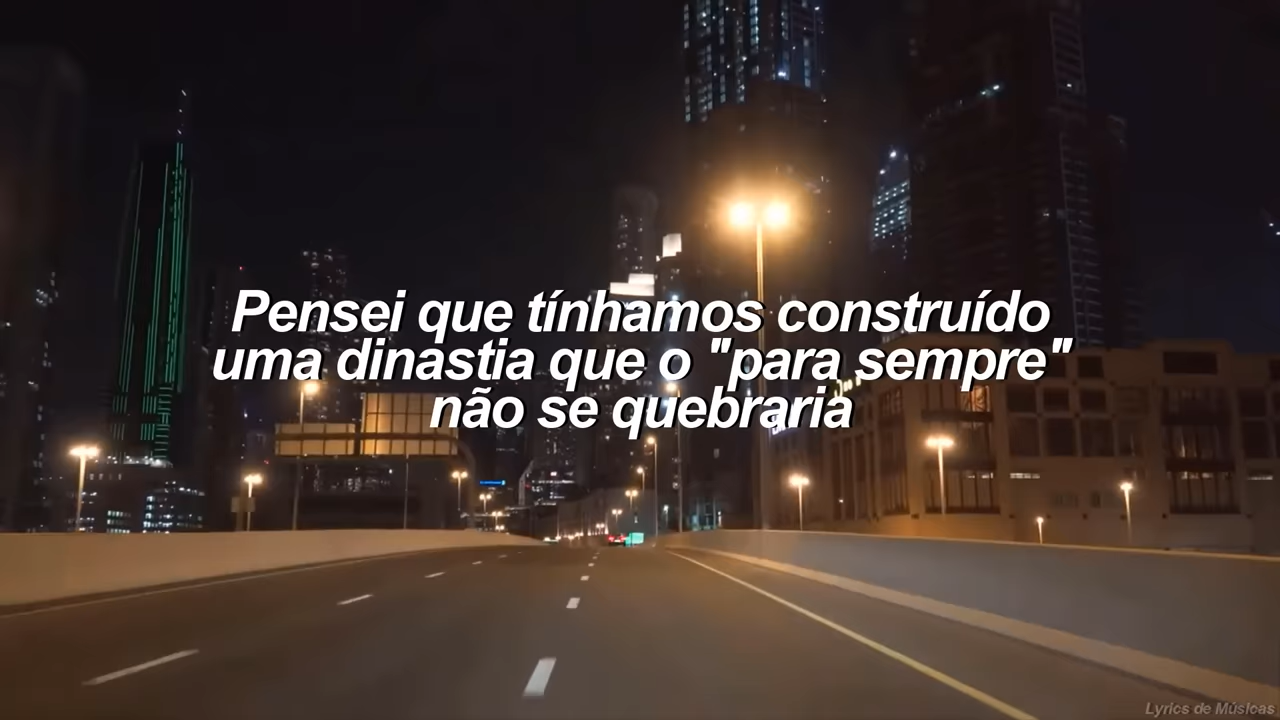 Pensei que tínhamos construído
uma dinastia que o "para sempre"
não se quebraria
Lyrics de Músicas